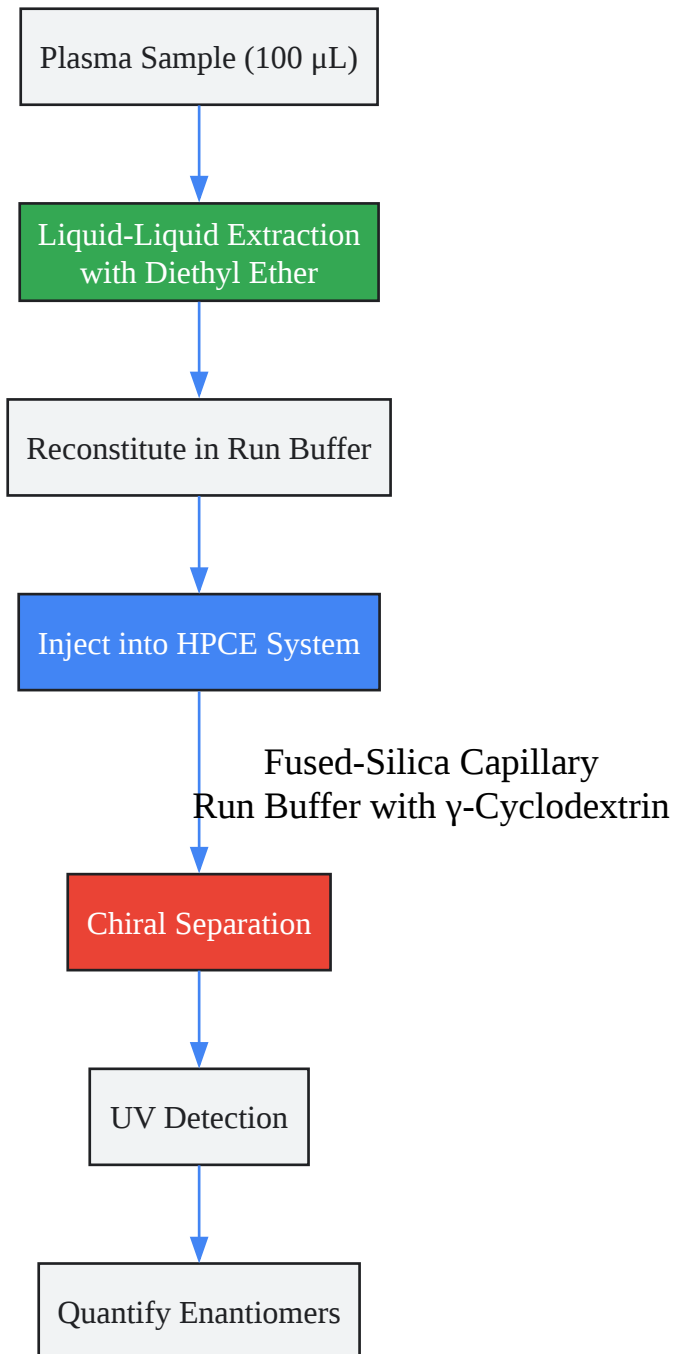 Plasma Sample (100 μL)
Liquid-Liquid Extraction
with Diethyl Ether
Reconstitute in Run Buffer
Inject into HPCE System
Fused-Silica Capillary
Run Buffer with γ-Cyclodextrin
Chiral Separation
UV Detection
Quantify Enantiomers